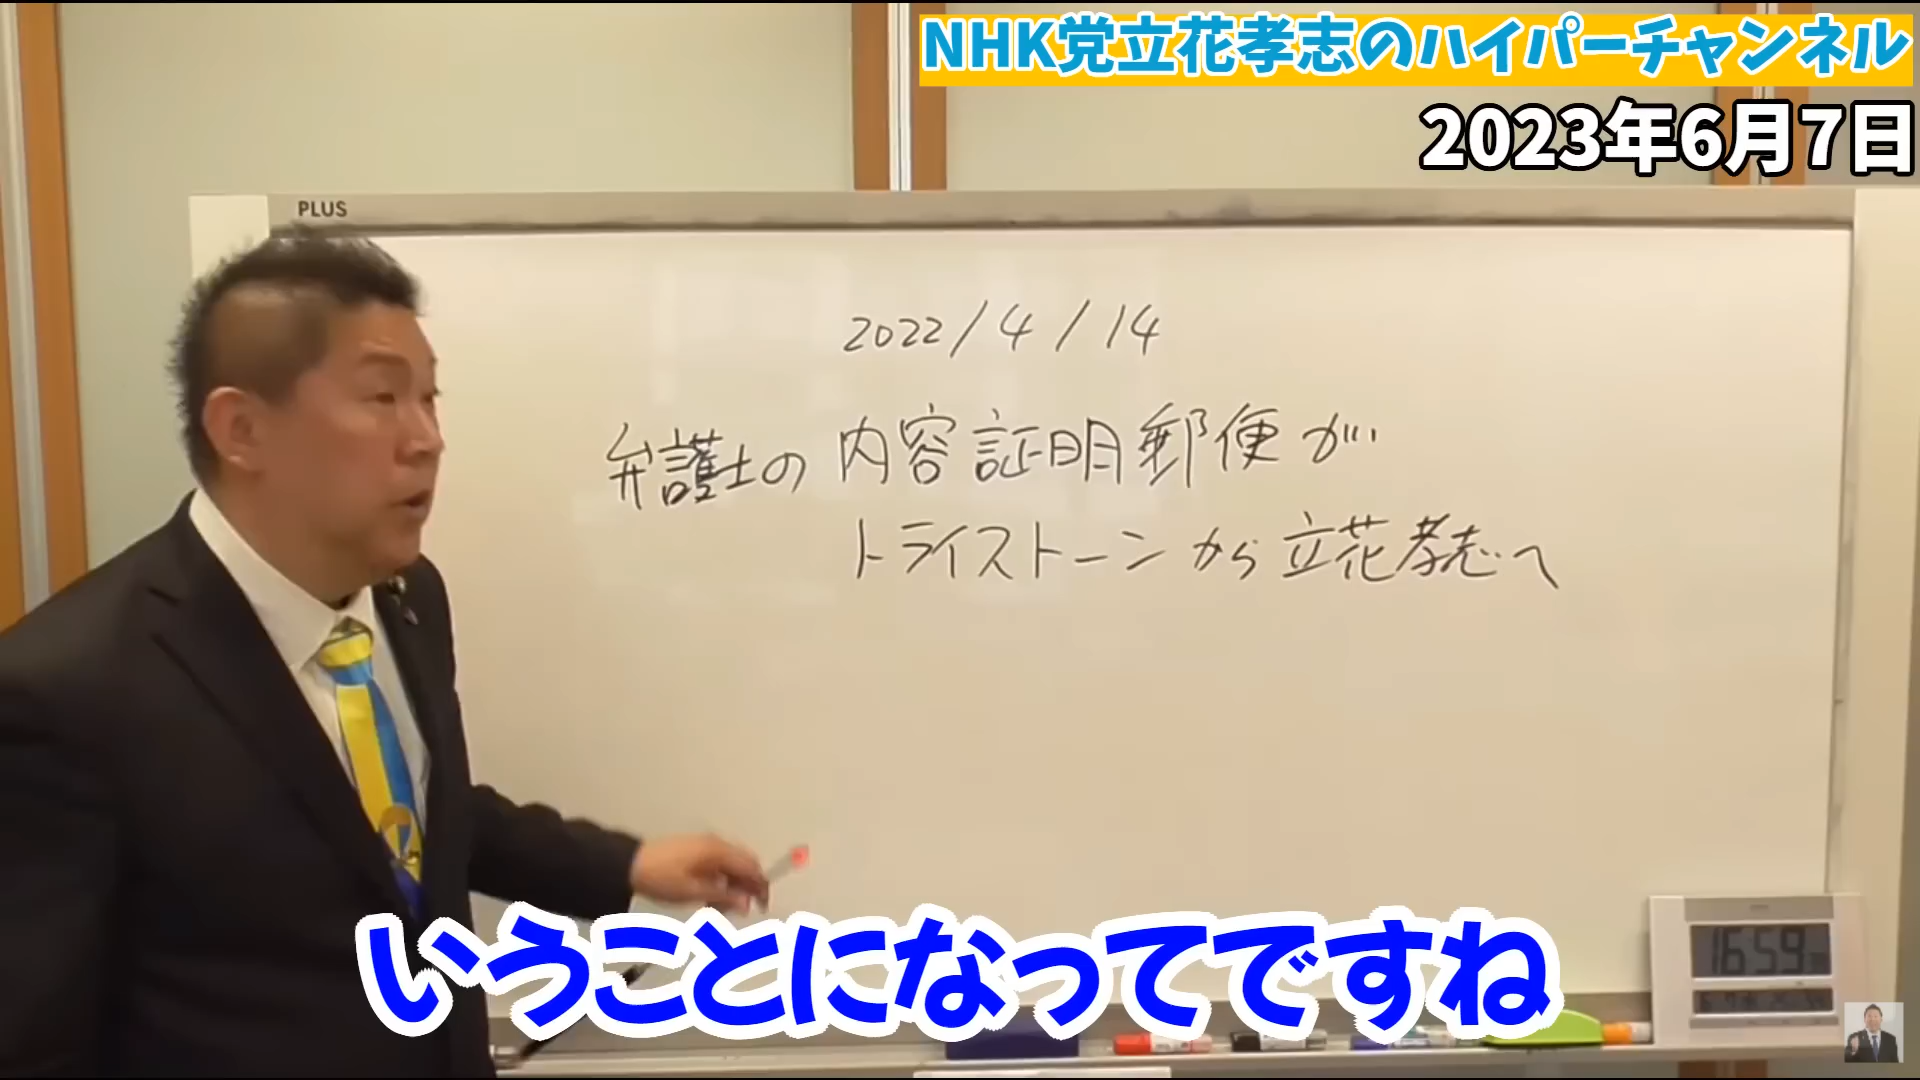 NHK党立花孝志のハイパーチャンネル
2023年6月7日
PLUS
2022/4/14
弁護士の内容証明郵便が
トライストーンから立花孝志へ
いうことになってですね
16:59